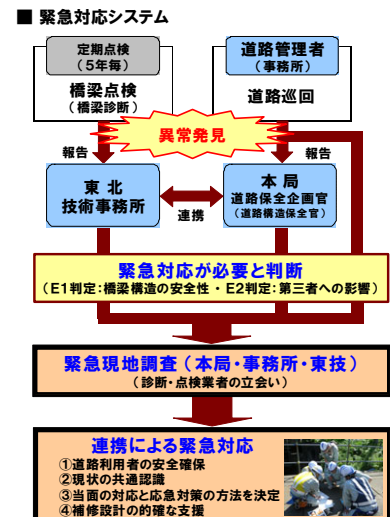 ■ 緊急対応システム
定期点検
（５年毎）
橋梁点検
（橋梁診断）
道路管理者
（事務所）
道路巡回
異常発見
報告
報告
東北
技術事務所
連携
本局
道路保全企画官
（道路構造保全官）
緊急対応が必要と判断
（Ｅ１判定：橋梁構造の安全性・Ｅ２判定：第三者への影響）
緊急現地調査（本局・事務所・東技）
（診断・点検業者の立会い）
連携による緊急対応
①道路利用者の安全確保
②現状の共通認識
③当面の対応と応急対策の方法を決定
④補修設計の的確な支援